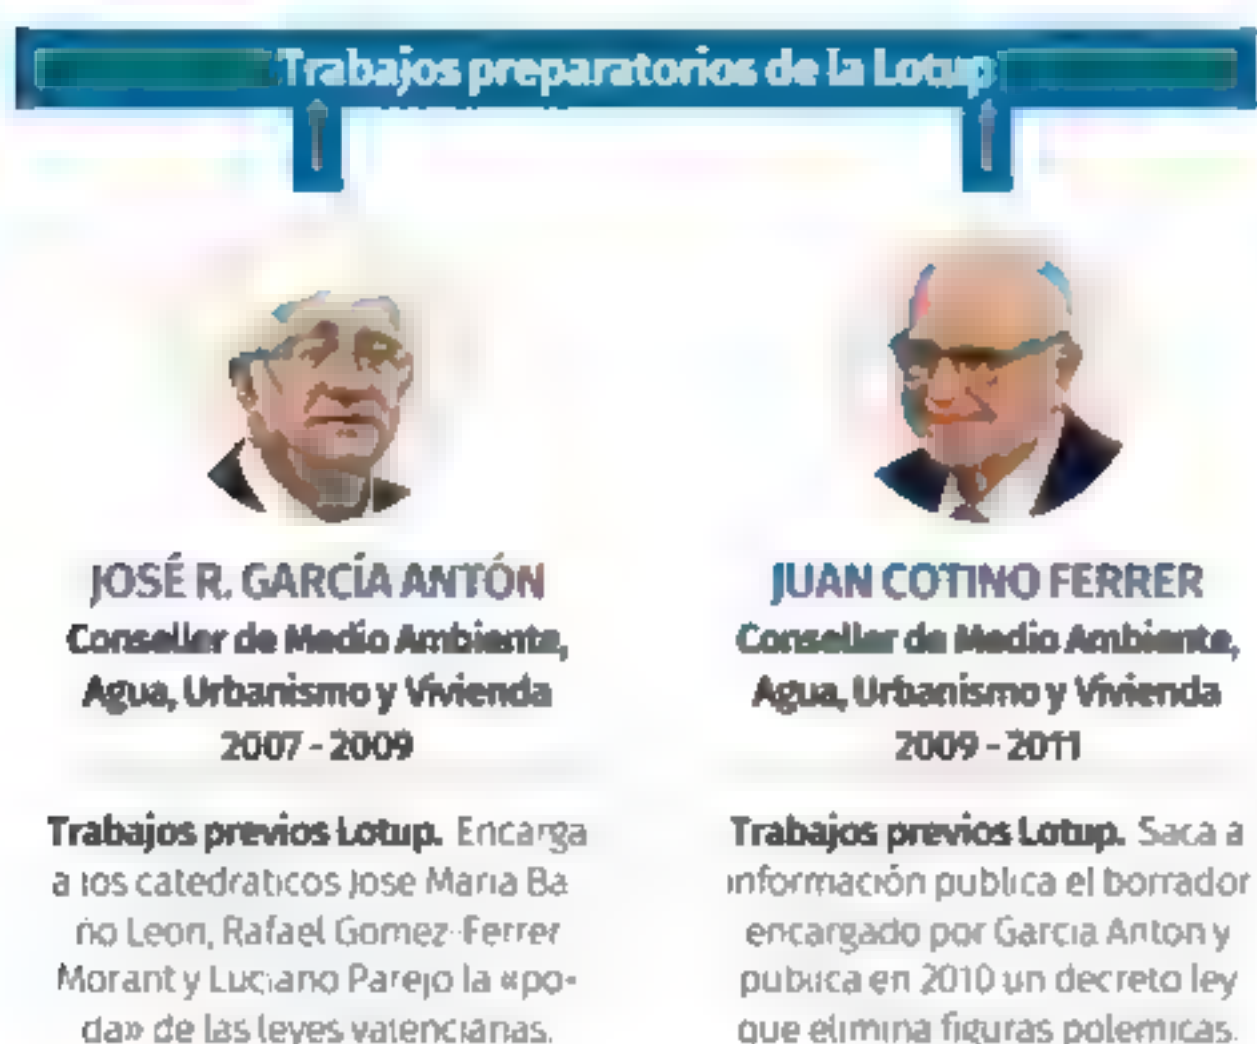 Trabajos preparatorios de la Lotup
JOSÉ R. GARCÍA ANTÓN
Conseller de Medio Ambiente,
Agua, Urbanismo y Vivienda
2007 - 2009
Trabajos previos Lotup. Encarga
a los catedráticos José María Ba
ño León, Rafael Gómez-Ferrer
Morant y Luciano Parejo la «po-
da» de las leyes valencianas.
JUAN COTINO FERRER
Conseller de Medio Ambiente,
Agua, Urbanismo y Vivienda
2009 - 2011
Trabajos previos Lotup. Saca a
información pública el borrador
encargado por García Antón y
publica en 2010 un decreto ley
que elimina figuras polémicas.